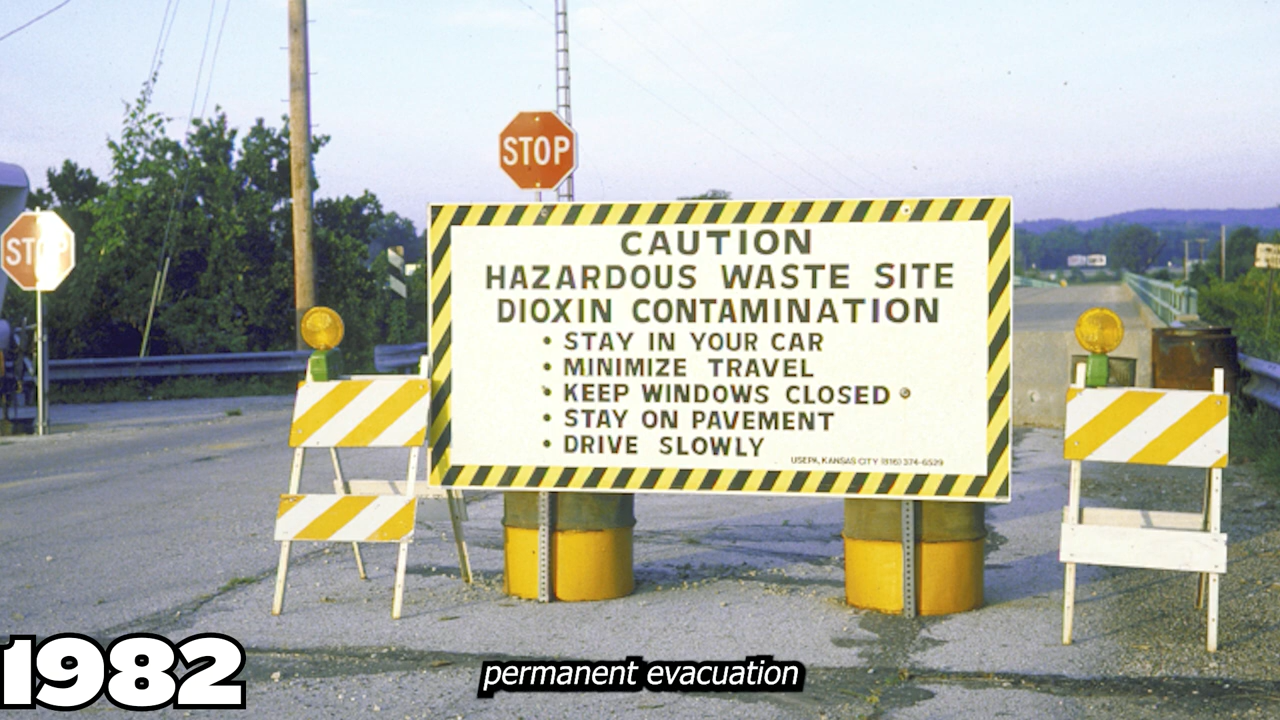 STOP
STOP
CAUTION
HAZARDOUS WASTE SITE
DIOXIN CONTAMINATION
• STAY IN YOUR CAR
• MINIMIZE TRAVEL
• KEEP WINDOWS CLOSED
• STAY ON PAVEMENT
• DRIVE SLOWLY
USEPA, KANSAS CITY (816) 374-6529
1982
permanent evacuation